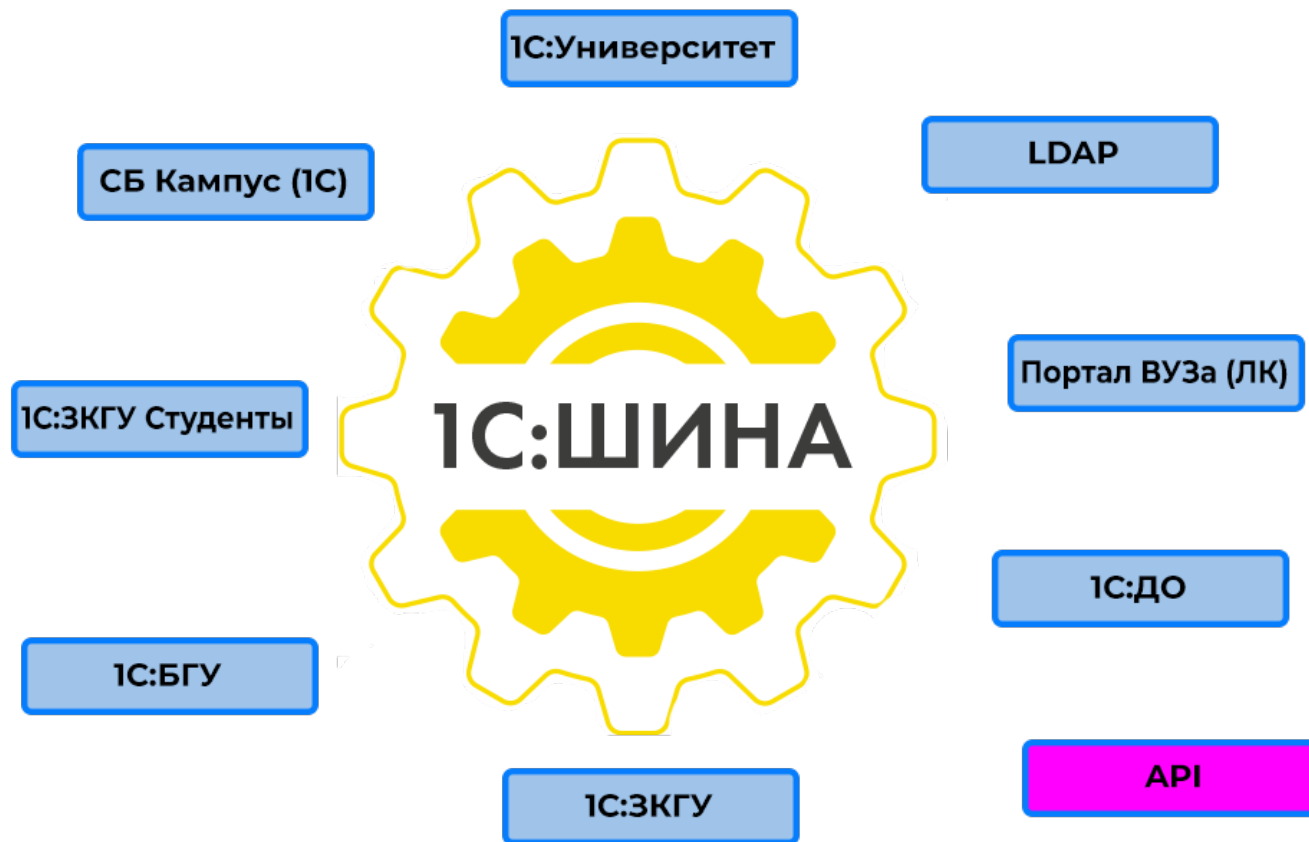 1С:Университет
LDAP
СБ Кампус (1С)
Портал ВУЗа (ЛК)
1С:ЗКГУ Студенты
1С:ШИНА
1С:ДО
1С:БГУ
API
1С:ЗКГУ